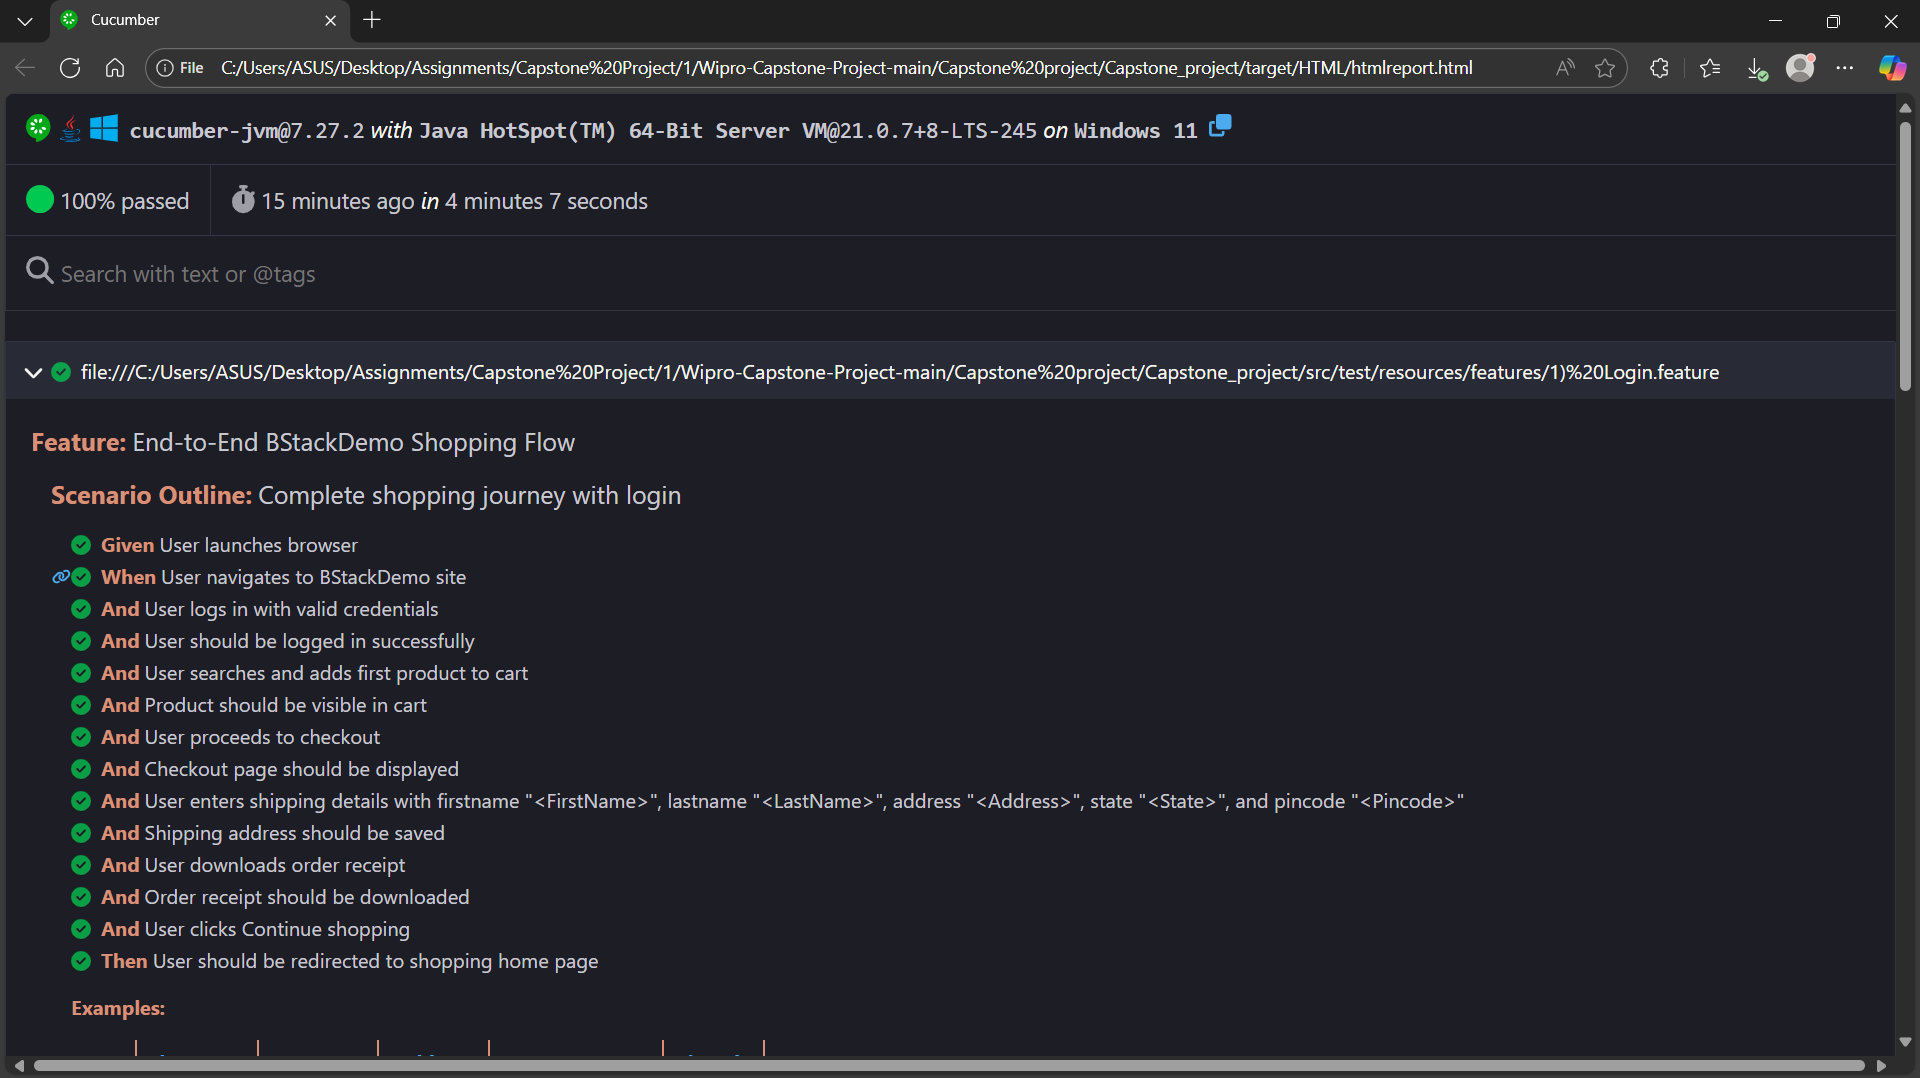 Cucumber
File C:/Users/ASUS/Desktop/Assignments/Capstone%20Project/1/Wipro-Capstone-Project-main/Capstone%20project/Capstone_project/target/HTML/htmlreport.html
cucumber-jvm@7.27.2 with Java HotSpot(TM) 64-Bit Server VM@21.0.7+8-LTS-245 on Windows 11
100% passed 15 minutes ago in 4 minutes 7 seconds
Search with text or @tags
file:///C:/Users/ASUS/Desktop/Assignments/Capstone%20Project/1/Wipro-Capstone-Project-main/Capstone%20project/Capstone_project/src/test/resources/features/1)%20Login.feature
Feature: End-to-End BStackDemo Shopping Flow
Scenario Outline: Complete shopping journey with login
Given User launches browser
When User navigates to BStackDemo site
And User logs in with valid credentials
And User should be logged in successfully
And User searches and adds first product to cart
And Product should be visible in cart
And User proceeds to checkout
And Checkout page should be displayed
And User enters shipping details with firstname "<FirstName>", lastname "<LastName>", address "<Address>", state "<State>", and pincode "<Pincode>"
And Shipping address should be saved
And User downloads order receipt
And Order receipt should be downloaded
And User clicks Continue shopping
Then User should be redirected to shopping home page
Examples: